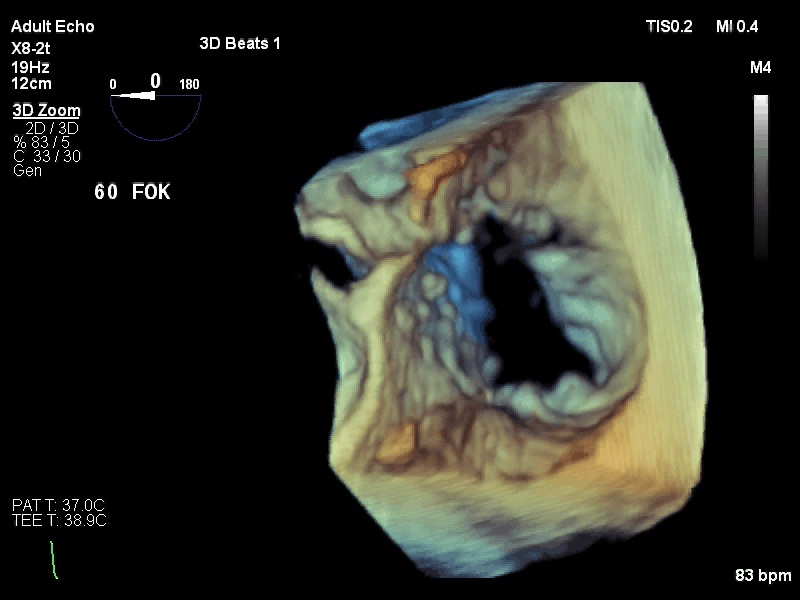 Adult Echo
X8-2t
19Hz
12cm
3D Zoom
2D / 3D
% 83 / 5
C 33 / 30
Gen
60 FOK
0 0 180
3D Beats 1
TIS0.2 MI 0.4
M4
PAT T: 37.0C
TEE T: 38.9C
83 bpm